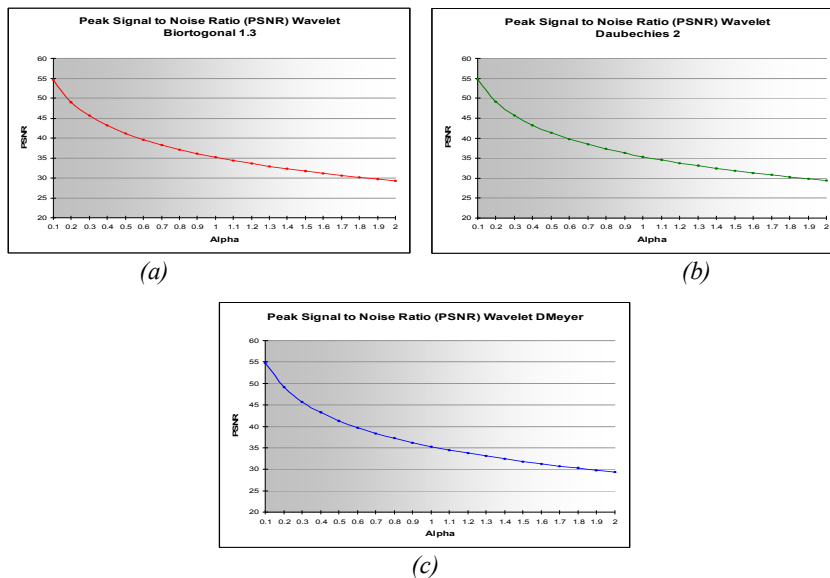 Peak Signal to Noise Ratio (PSNR) Wavelet
Biortogonal 1.3
60
55
50
45
40
35
30
25
20
PSNR
0.1 0.2 0.3 0.4 0.5 0.6 0.7 0.8 0.9 1 1.1 1.2 1.3 1.4 1.5 1.6 1.7 1.8 1.9 2
Alpha
(a)
Peak Signal to Noise Ratio (PSNR) Wavelet
Daubechies 2
60
55
50
45
40
35
30
25
20
PSNR
0.1 0.2 0.3 0.4 0.5 0.6 0.7 0.8 0.9 1 1.1 1.2 1.3 1.4 1.5 1.6 1.7 1.8 1.9 2
Alpha
(b)
Peak Signal to Noise Ratio (PSNR) Wavelet DMeyer
60
55
50
45
40
35
30
25
20
PSNR
0.1 0.2 0.3 0.4 0.5 0.6 0.7 0.8 0.9 1 1.1 1.2 1.3 1.4 1.5 1.6 1.7 1.8 1.9 2
Alpha
(c)